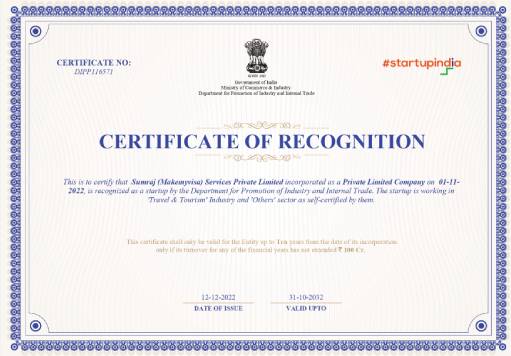 CERTIFICATE NO:
DIPP116571
#startupindia
Government of India
Ministry of Commerce & Industry
Department for Promotion of Industry and Internal Trade
CERTIFICATE OF RECOGNITION
This is to certify that Sumraj (Makemyvisa) Services Private Limited incorporated as a Private Limited Company on 01-11-
2022, is recognized as a startup by the Department for Promotion of Industry and Internal Trade. The startup is working in
'Travel & Tourism' Industry and 'Others' sector as self-certified by them.
This certificate shall only be valid for the Entity up to Ten years from the date of its incorporation
only if its turnover for any of the financial years has not exceeded ₹ 100 Cr.
12-12-2022
31-10-2032
DATE OF ISSUE
VALID UPTO